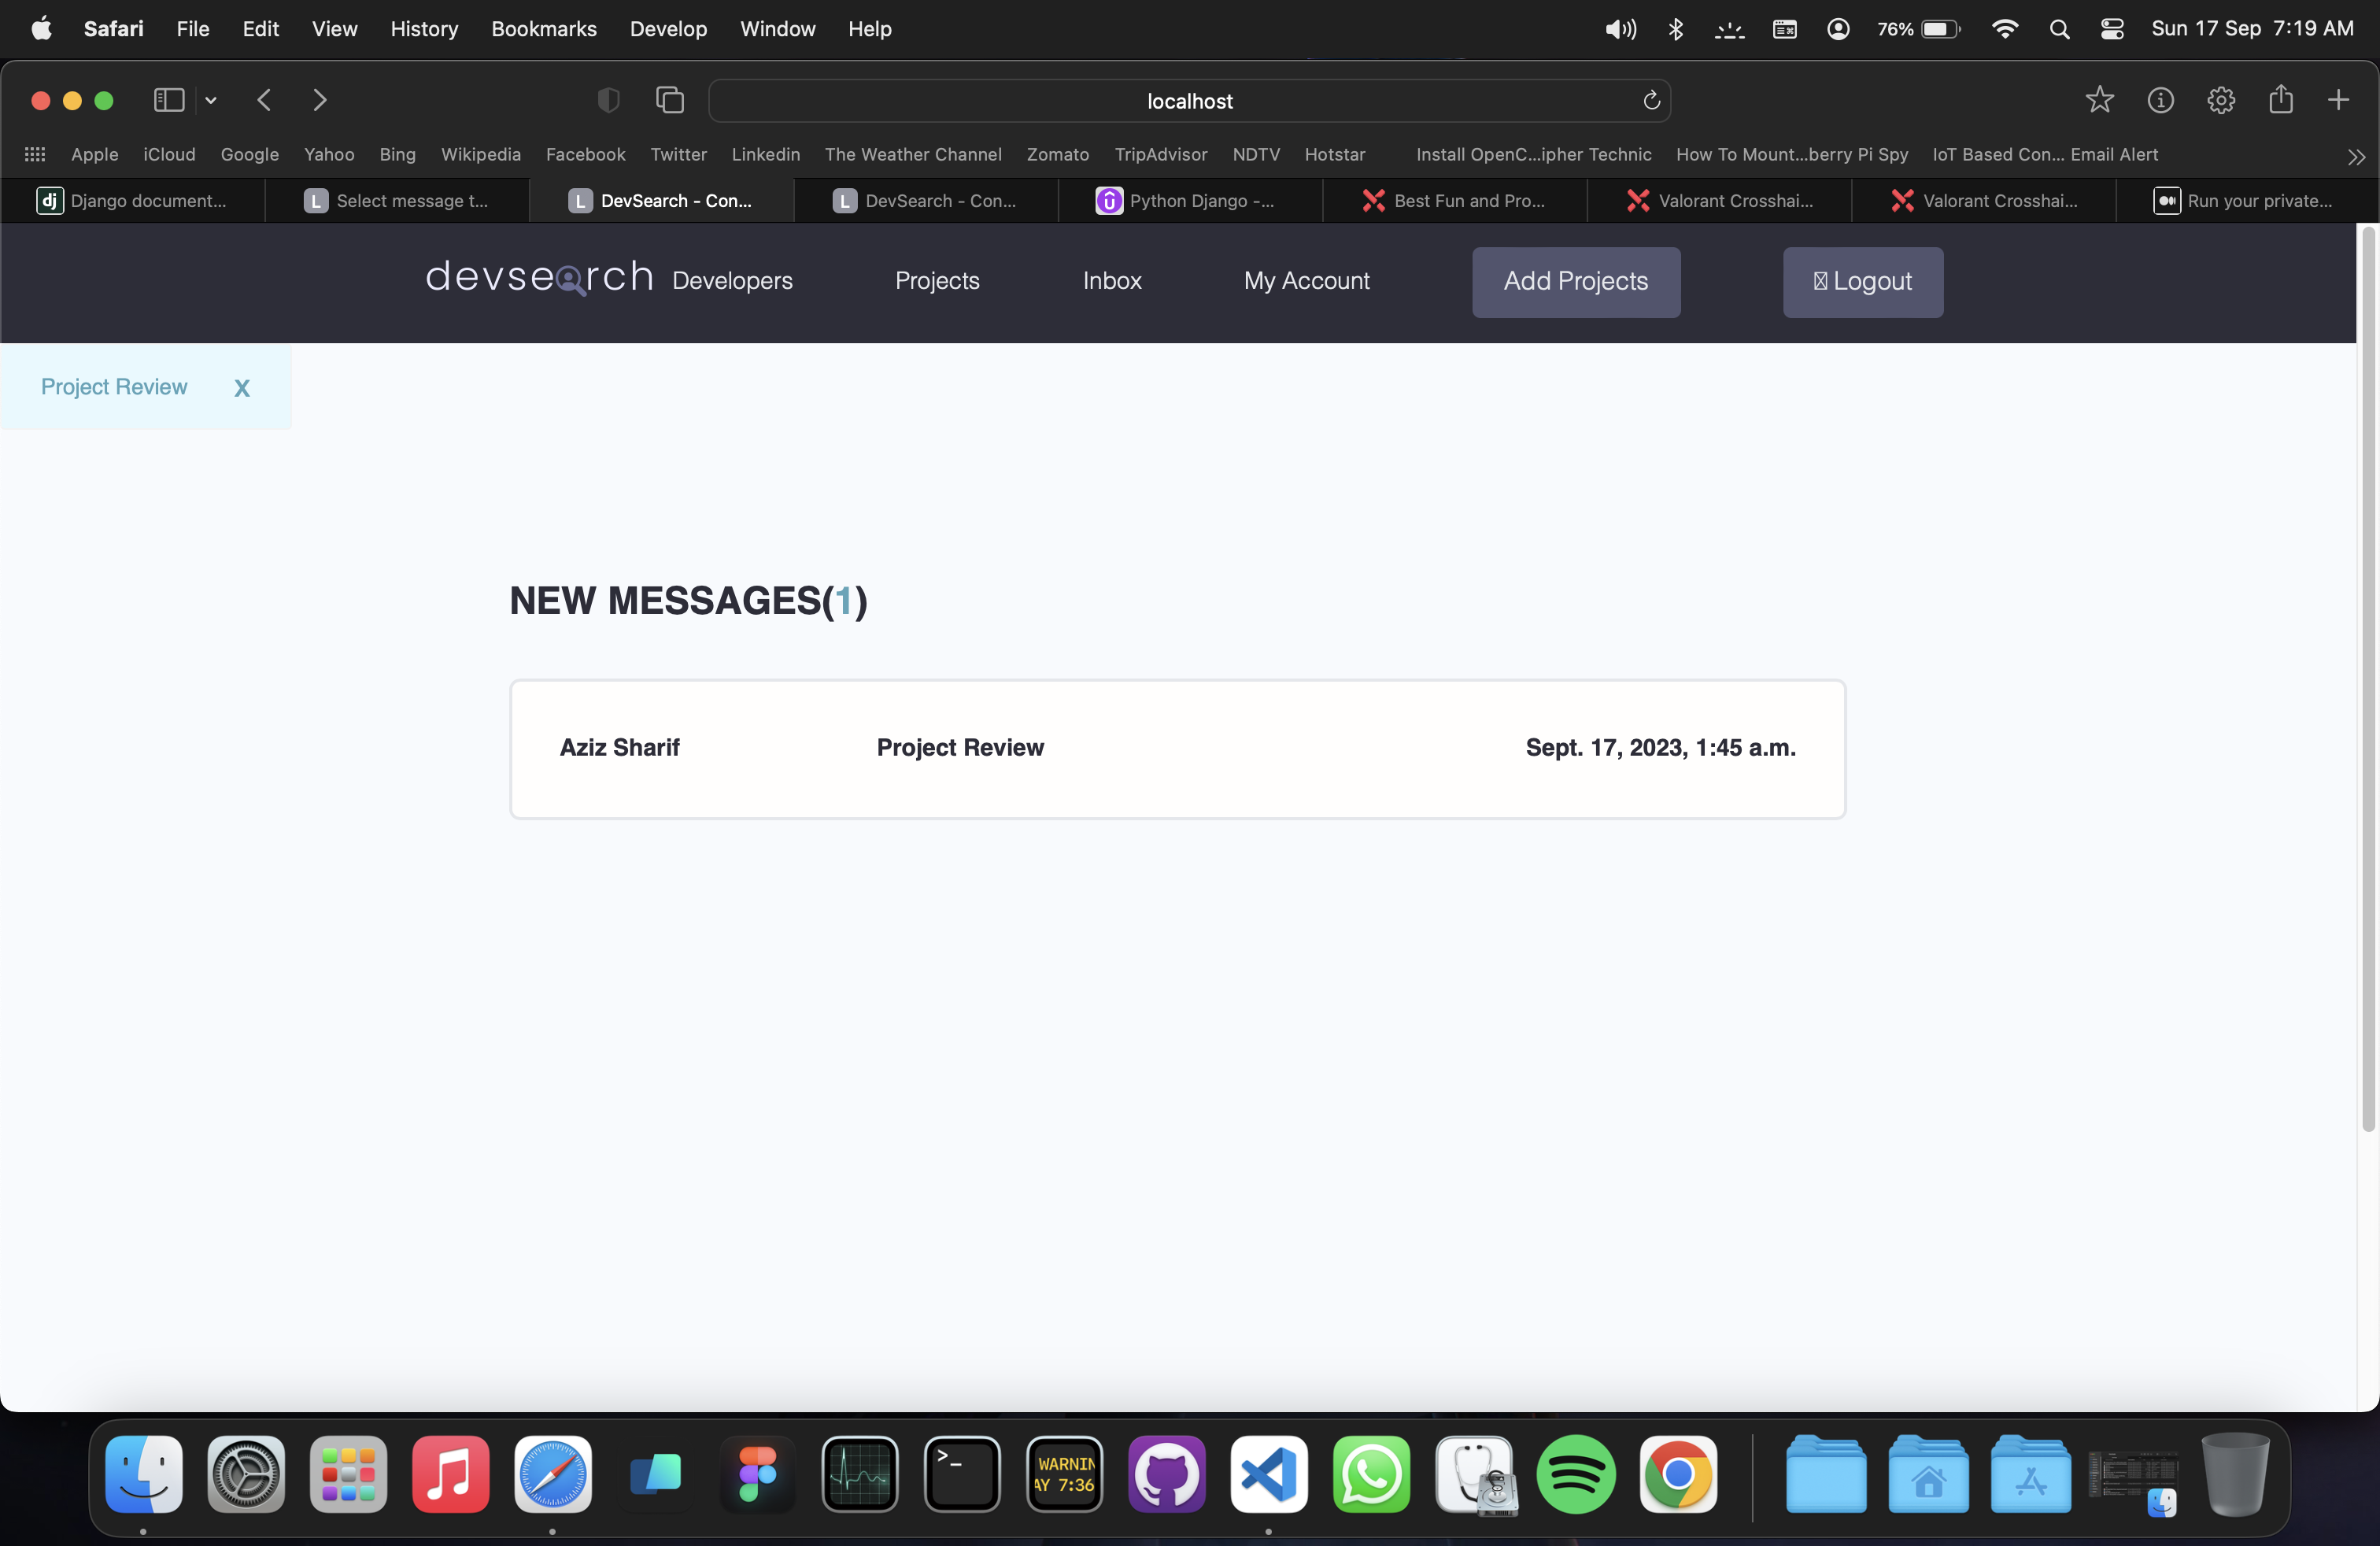 Safari File Edit View History Bookmarks Develop Window Help 76% Sun 17 Sep 7:19 AM
localhost
Apple iCloud Google Yahoo Bing Wikipedia Facebook Twitter Linkedin The Weather Channel Zomato TripAdvisor NDTV Hotstar Install OpenC...ipher Technic How To Mount...berry Pi Spy IoT Based Con... Email Alert
dj Django document... L Select message t... L DevSearch - Con... L DevSearch - Con... Python Django -... Best Fun and Pro... Valorant Crosshai... Valorant Crosshai... Run your private...
devsearch Developers Projects Inbox My Account Add Projects Logout
Project Review X
NEW MESSAGES(1)
Aziz Sharif Project Review Sept. 17, 2023, 1:45 a.m.
WARNIN
AY 7:36